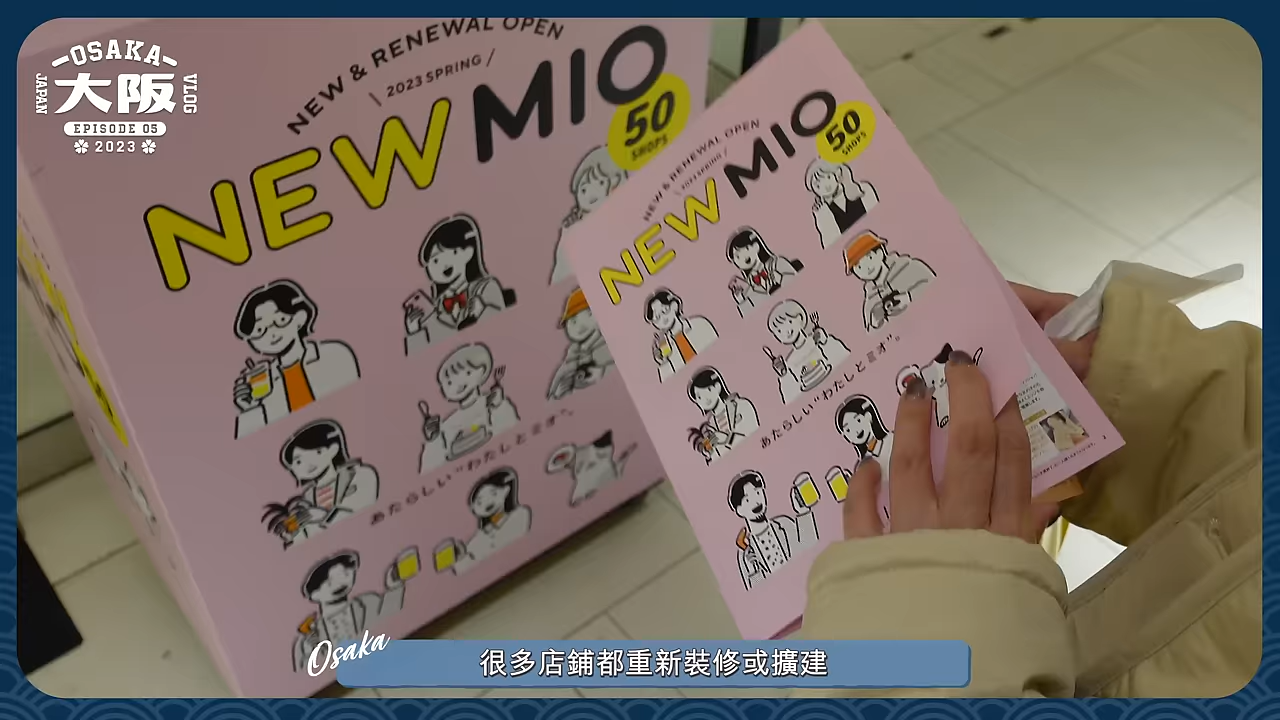 OSAKA
JAPAN
大阪
VLOG
EPISODE 05
2023
NEW & RENEWAL OPEN
2023 SPRING
NEW MIO
50
SHOPS
あたらしい"わたしとミオ"。
NEW & RENEWAL OPEN
2023 SPRING
NEW MIO
50
SHOPS
あたらしい"わたしとミオ"。
Osaka
很多店鋪都重新裝修或擴建